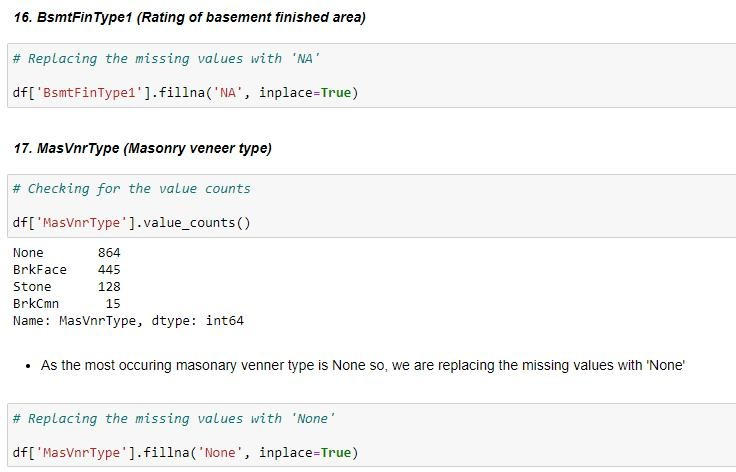 16. BsmtFinType1 (Rating of basement finished area)
# Replacing the missing values with 'NA'
df['BsmtFinType1'].fillna('NA', inplace=True)
17. MasVnrType (Masonry veneer type)
# Checking for the value counts
df['MasVnrType'].value_counts()
None 864
BrkFace 445
Stone 128
BrkCmn 15
Name: MasVnrType, dtype: int64
• As the most occuring masonary venner type is None so, we are replacing the missing values with 'None'
# Replacing the missing values with 'None'
df['MasVnrType'].fillna('None', inplace=True)